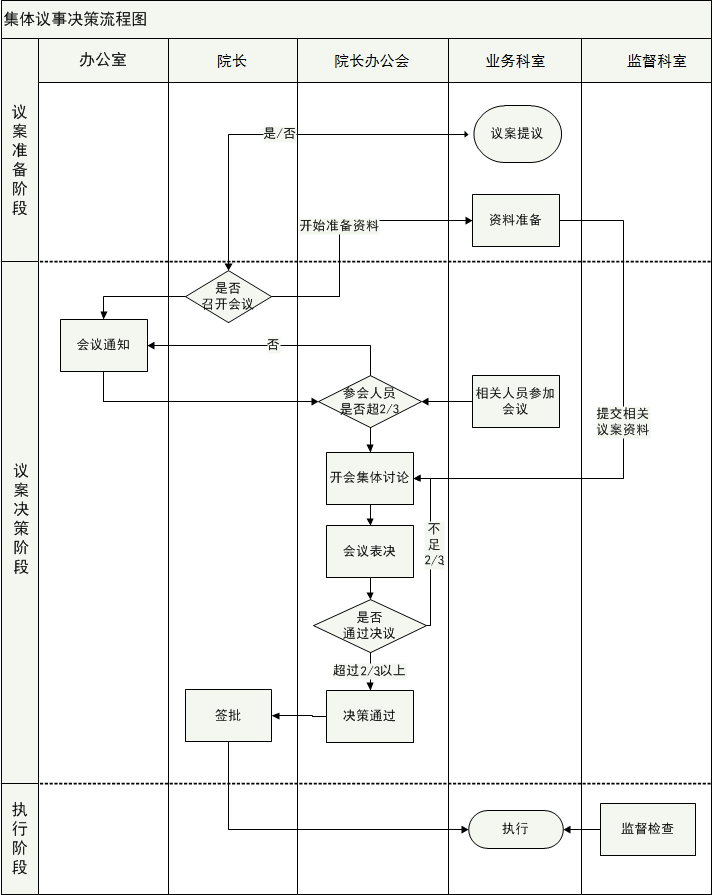 集体议事决策流程图
办公室
院长
院长办公会
业务科室
监督科室
议
案
准
备
阶
段
是/否
议案提议
开始准备资料
资料准备
议
案
决
策
阶
段
是否
召开会议
会议通知
否
参会人员
是否超2/3
相关人员参加
会议
提交相关
议案资料
开会集体讨论
不
足
2/3
会议表决
是否
通过决议
超过2/3以上
签批
决策通过
执
行
阶
段
执行
监督检查